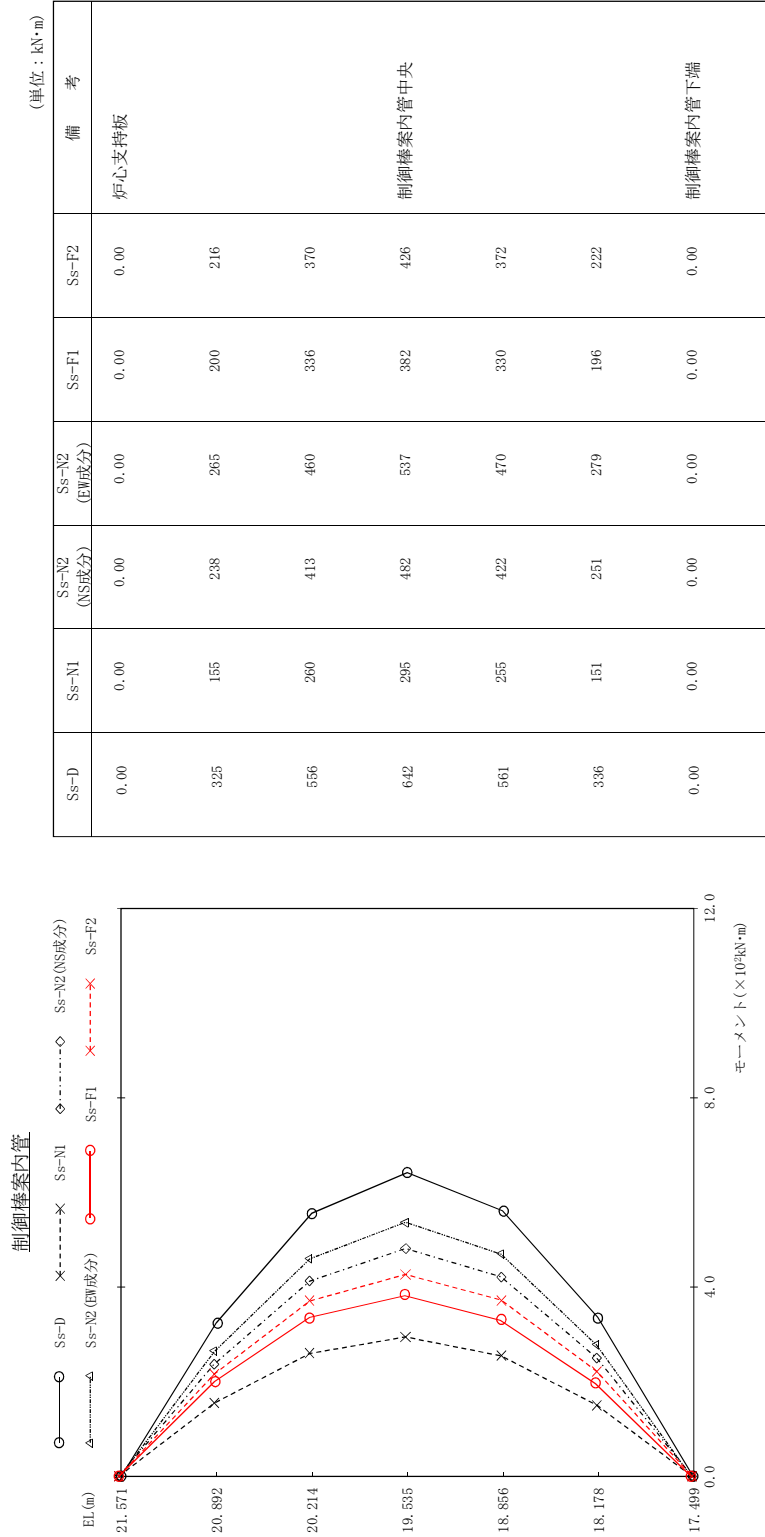 制御棒案内管
Ss-D Ss-N1 Ss-N2(NS成分)
Ss-N2(EW成分) Ss-F1 Ss-F2
EL(m)
21.571
20.892
20.214
19.535
18.856
18.178
17.499
0.0 4.0 8.0 12.0
モーメント(×10²kN･m)
(単位：kN･m)
Ss-D Ss-N1 Ss-N2(NS成分) Ss-N2(EW成分) Ss-F1 Ss-F2 備 考
0.00 0.00 0.00 0.00 0.00 0.00 炉心支持板
325 155 238 265 200 216
556 260 413 460 336 370
642 295 482 537 382 426 制御棒案内管中央
561 255 422 470 330 372
336 151 251 279 196 222
0.00 0.00 0.00 0.00 0.00 0.00 制御棒案内管下端